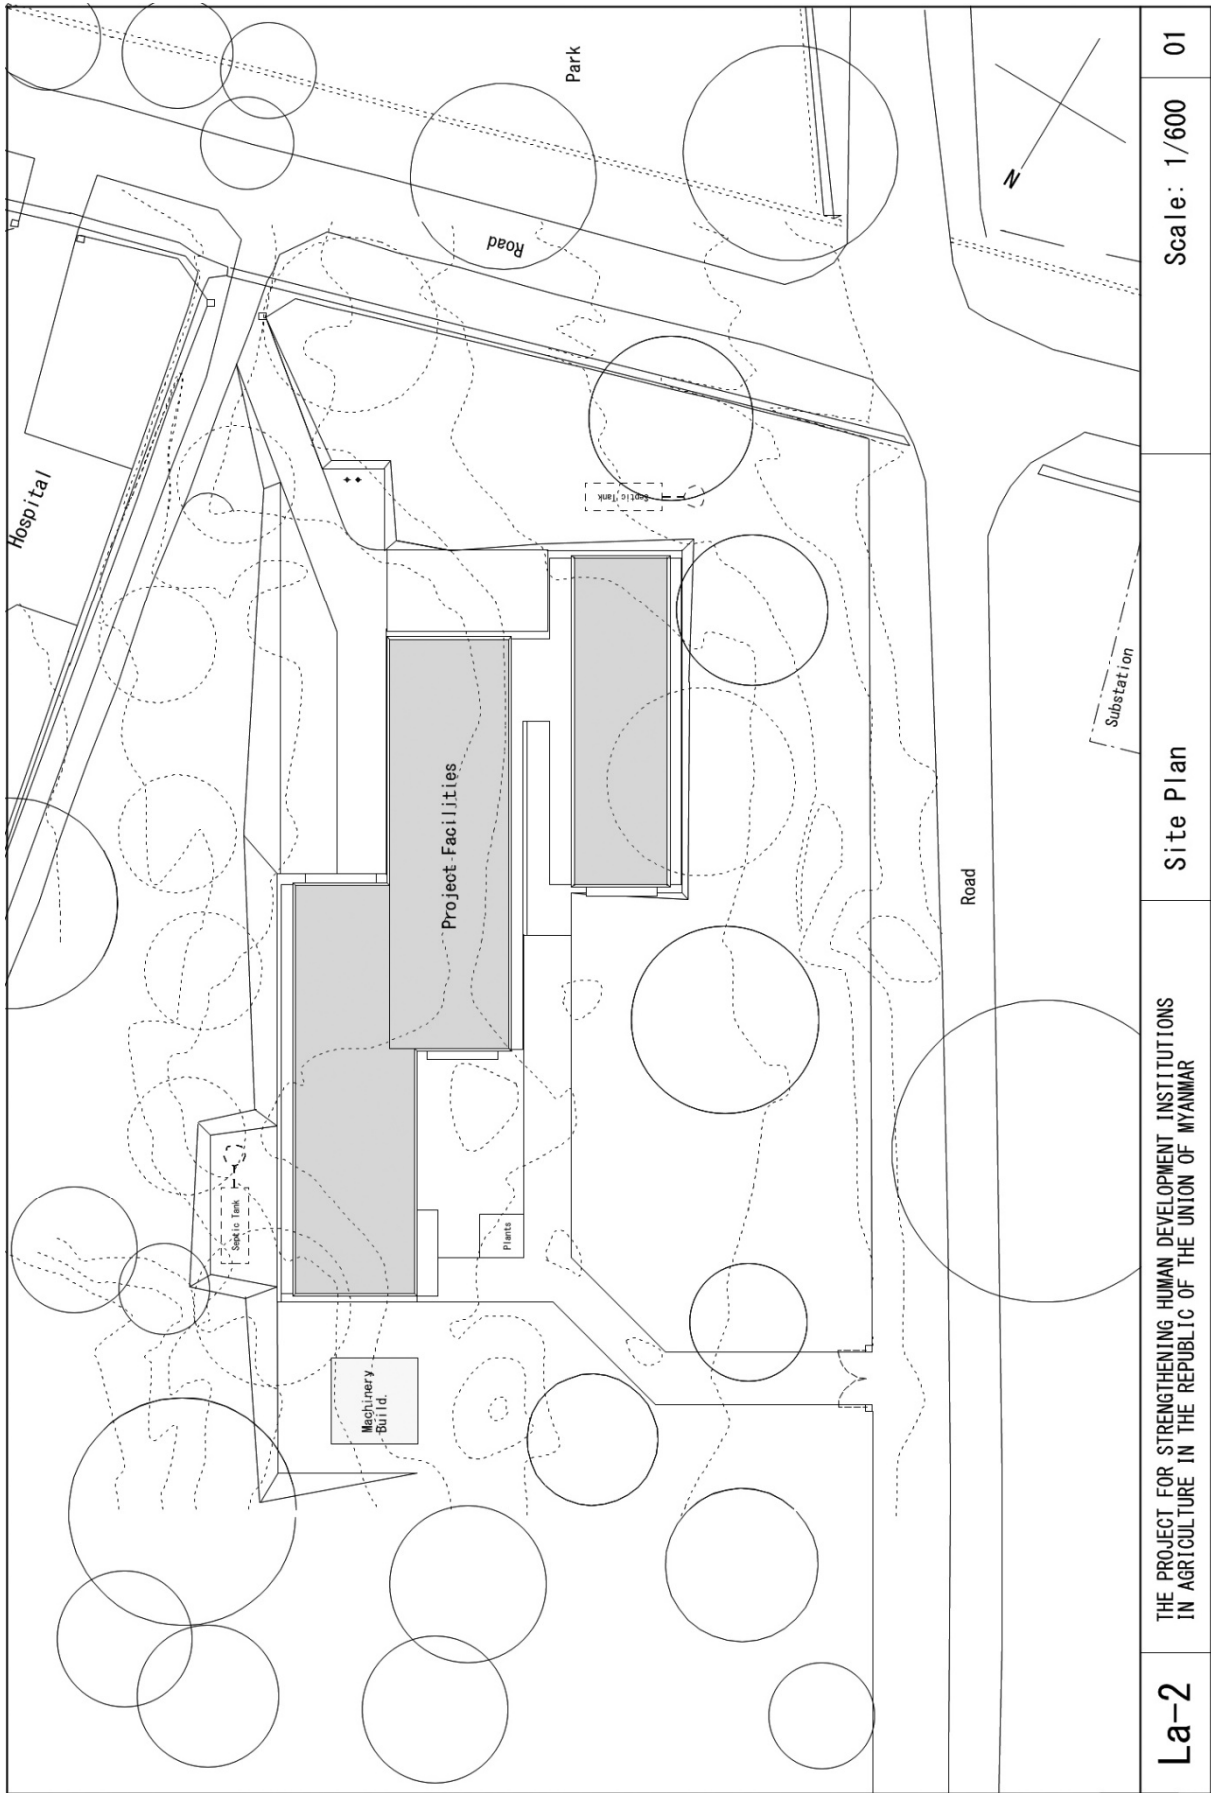 Hospital
Park
Road
Septic Tank
Project Facilities
Septic Tank
Plants
Machinery
Build.
Road
Substation
N
La-2
THE PROJECT FOR STRENGTHENING HUMAN DEVELOPMENT INSTITUTIONS
IN AGRICULTURE IN THE REPUBLIC OF THE UNION OF MYANMAR
Site Plan
Scale: 1/600
01